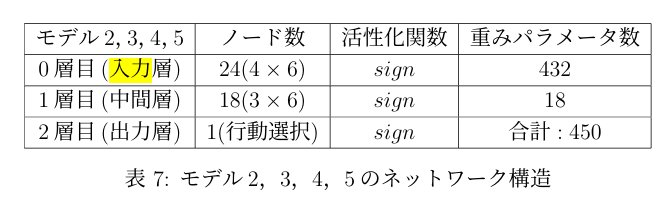 モデル 2, 3, 4, 5 ノード数 活性化関数 重みパラメータ数
0 層目 (入力層) 24(4 × 6) sign 432
1 層目 (中間層) 18(3 × 6) sign 18
2 層目 (出力層) 1(行動選択) sign 合計 : 450
表 7: モデル 2, 3, 4, 5 のネットワーク構造